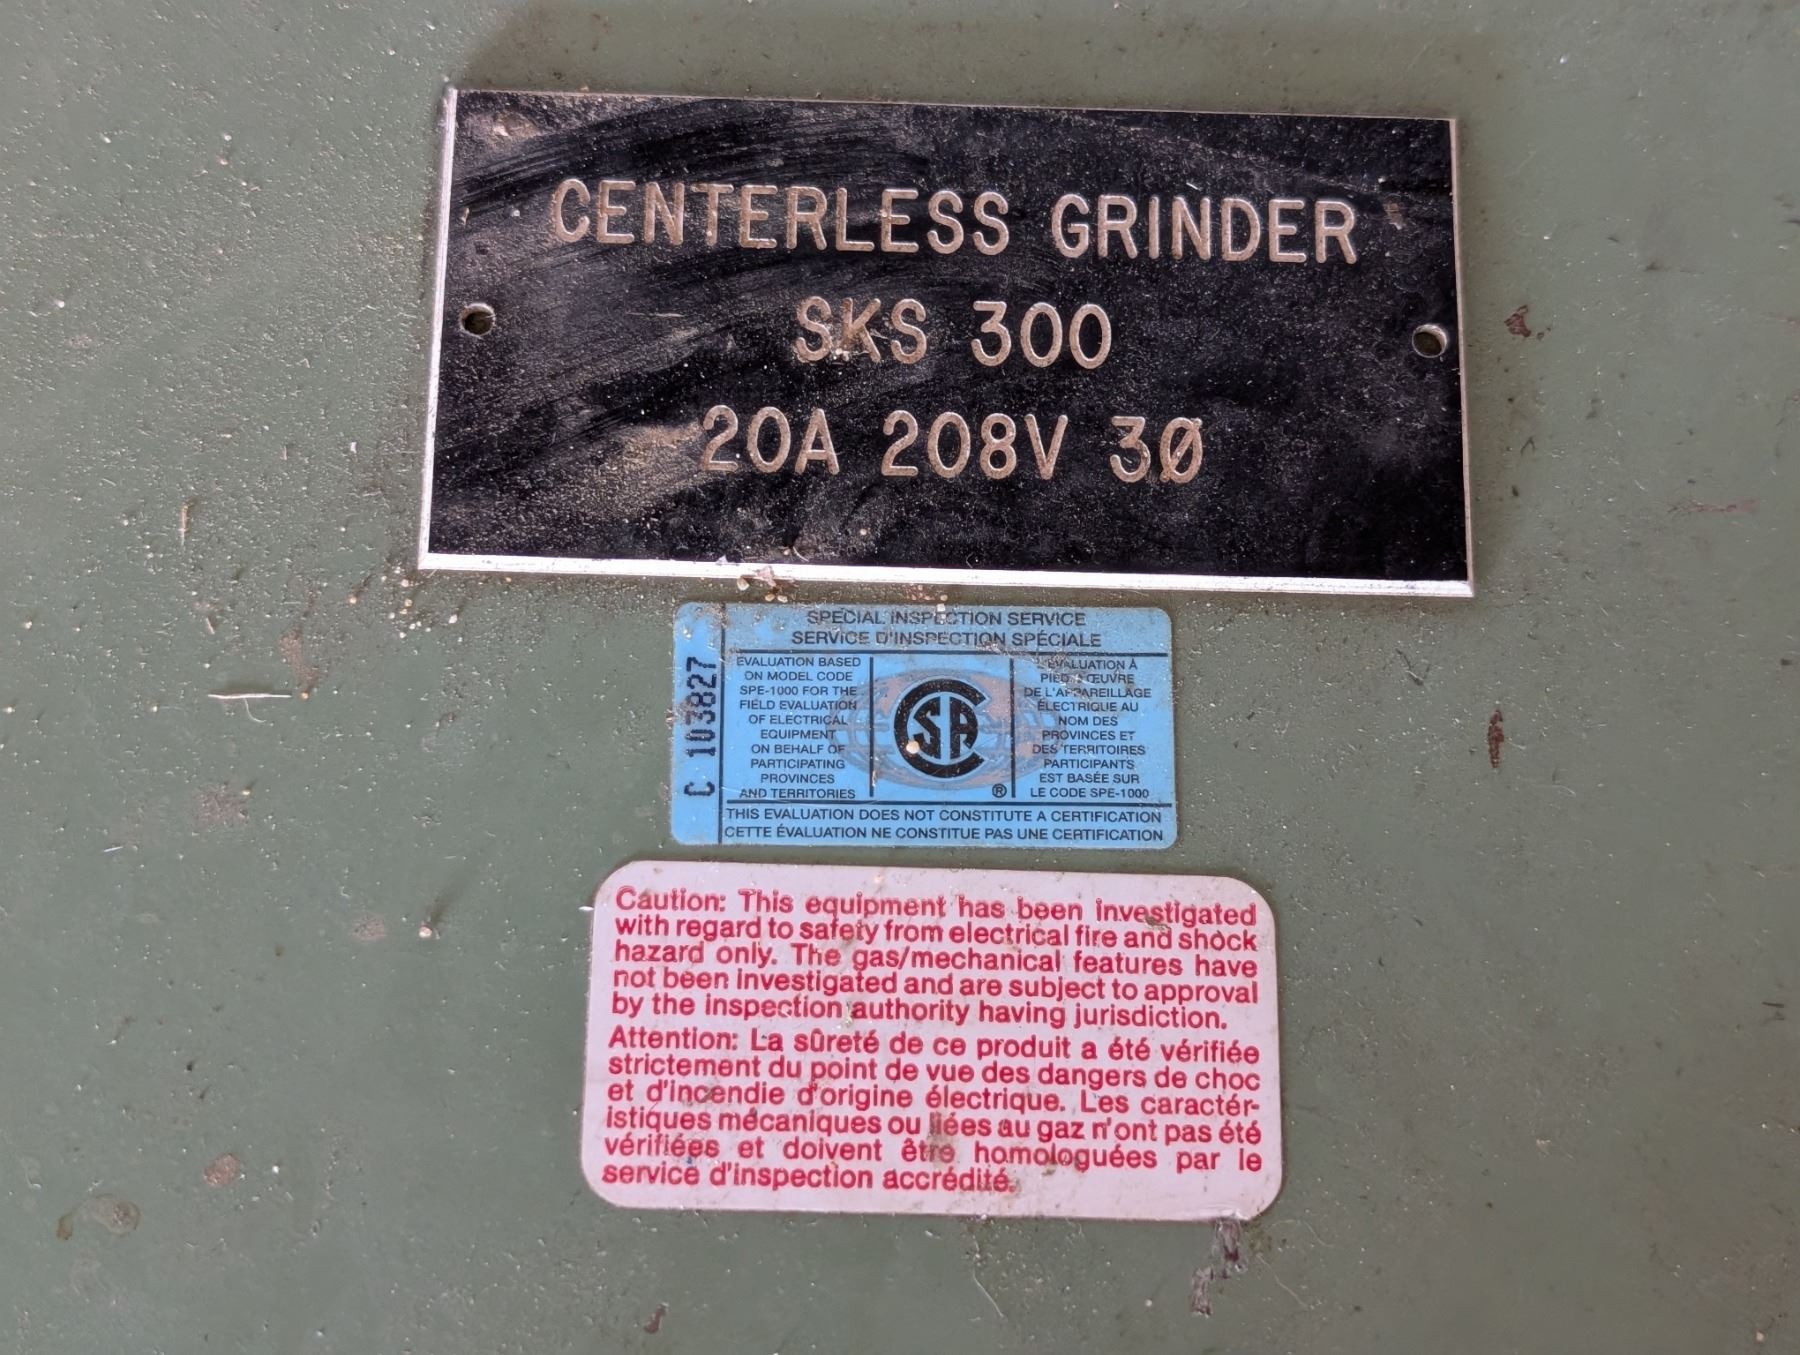 CENTERLESS GRINDER
SKS 300
20A 208V 3Ø
SPECIAL INSPECTION SERVICE
SERVICE D'INSPECTION SPÉCIALE
C 103827
EVALUATION BASED
ON MODEL CODE
SPE-1000 FOR THE
FIELD EVALUATION
OF ELECTRICAL
EQUIPMENT
ON BEHALF OF
PARTICIPATING
PROVINCES
AND TERRITORIES
CSA
®
L'ÉVALUATION À
PIED D'ŒUVRE
DE L'APPAREILLAGE
ÉLECTRIQUE AU
NOM DES
PROVINCES ET
DES TERRITOIRES
PARTICIPANTS
EST BASÉE SUR
LE CODE SPE-1000
THIS EVALUATION DOES NOT CONSTITUTE A CERTIFICATION
CETTE ÉVALUATION NE CONSTITUE PAS UNE CERTIFICATION
Caution: This equipment has been investigated
with regard to safety from electrical fire and shock
hazard only. The gas/mechanical features have
not been investigated and are subject to approval
by the inspection authority having jurisdiction.
Attention: La sûreté de ce produit a été vérifiée
strictement du point de vue des dangers de choc
et d'incendie d'origine électrique. Les caractér-
istiques mécaniques ou liées au gaz n'ont pas été
vérifiées et doivent être homologuées par le
service d'inspection accrédité.